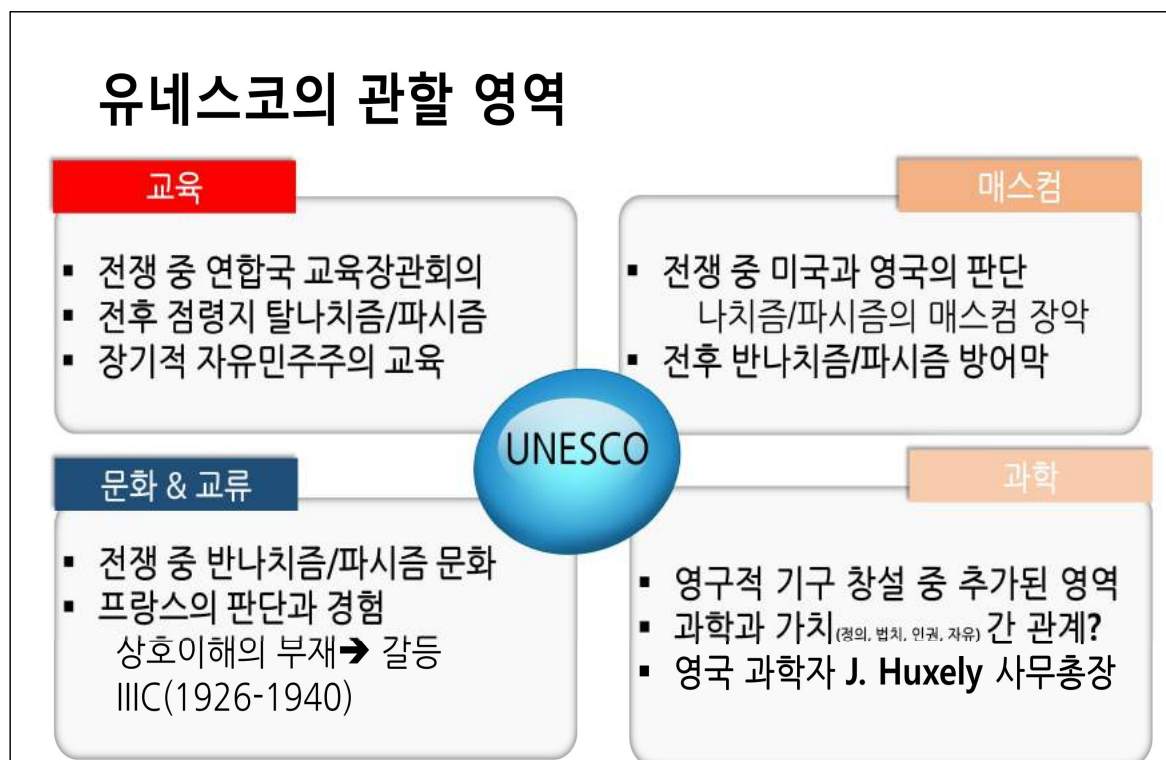 유네스코의 관할 영역
교육
▪ 전쟁 중 연합국 교육장관회의
▪ 전후 점령지 탈나치즘/파시즘
▪ 장기적 자유민주주의 교육
매스컴
▪ 전쟁 중 미국과 영국의 판단
나치즘/파시즘의 매스컴 장악
▪ 전후 반나치즘/파시즘 방어막
UNESCO
문화 & 교류
▪ 전쟁 중 반나치즘/파시즘 문화
▪ 프랑스의 판단과 경험
상호이해의 부재➔ 갈등
IIIC(1926-1940)
과학
▪ 영구적 기구 창설 중 추가된 영역
▪ 과학과 가치(정의, 법치, 인권, 자유) 간 관계?
▪ 영국 과학자 J. Huxely 사무총장